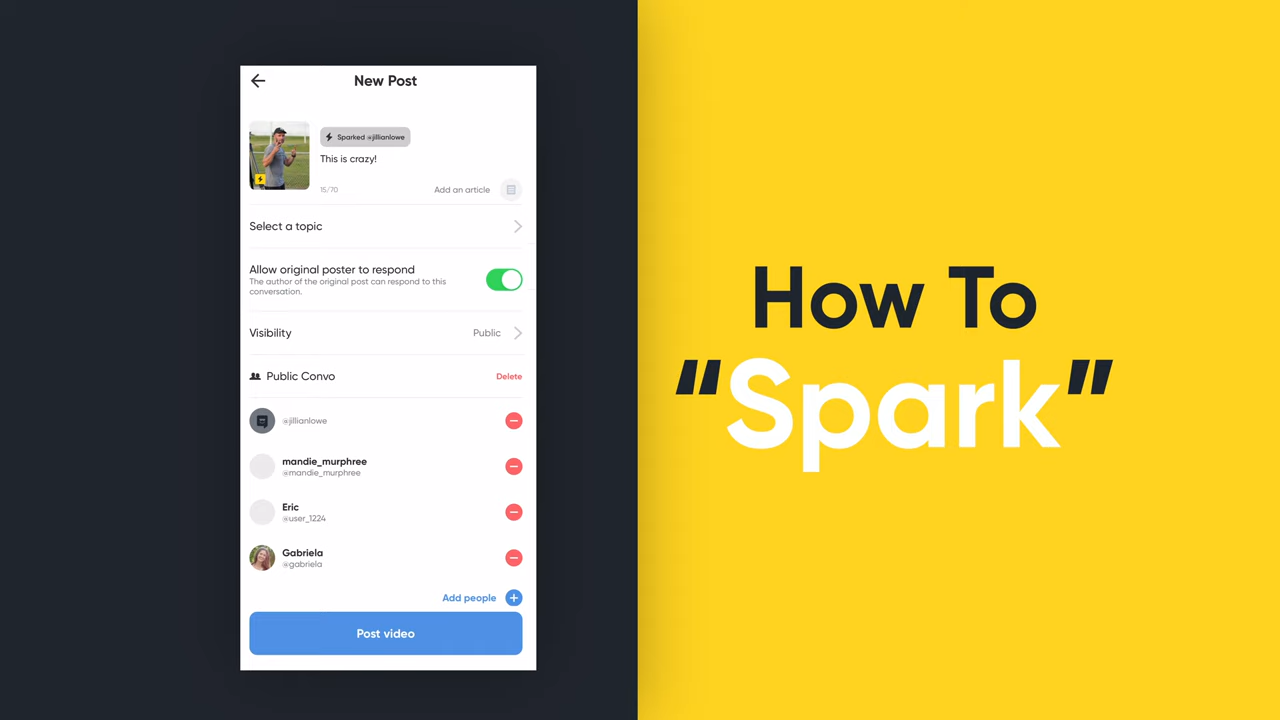 New Post
Sparked @jillianlowe
This is crazy!
15/70
Add an article
Select a topic
Allow original poster to respond
The author of the original post can respond to this
conversation.
Visibility
Public
Public Convo
Delete
@jillianlowe
mandie_murphree
@mandie_murphree
Eric
@user_1224
Gabriela
@gabriela
Add people
Post video
How To
"Spark"